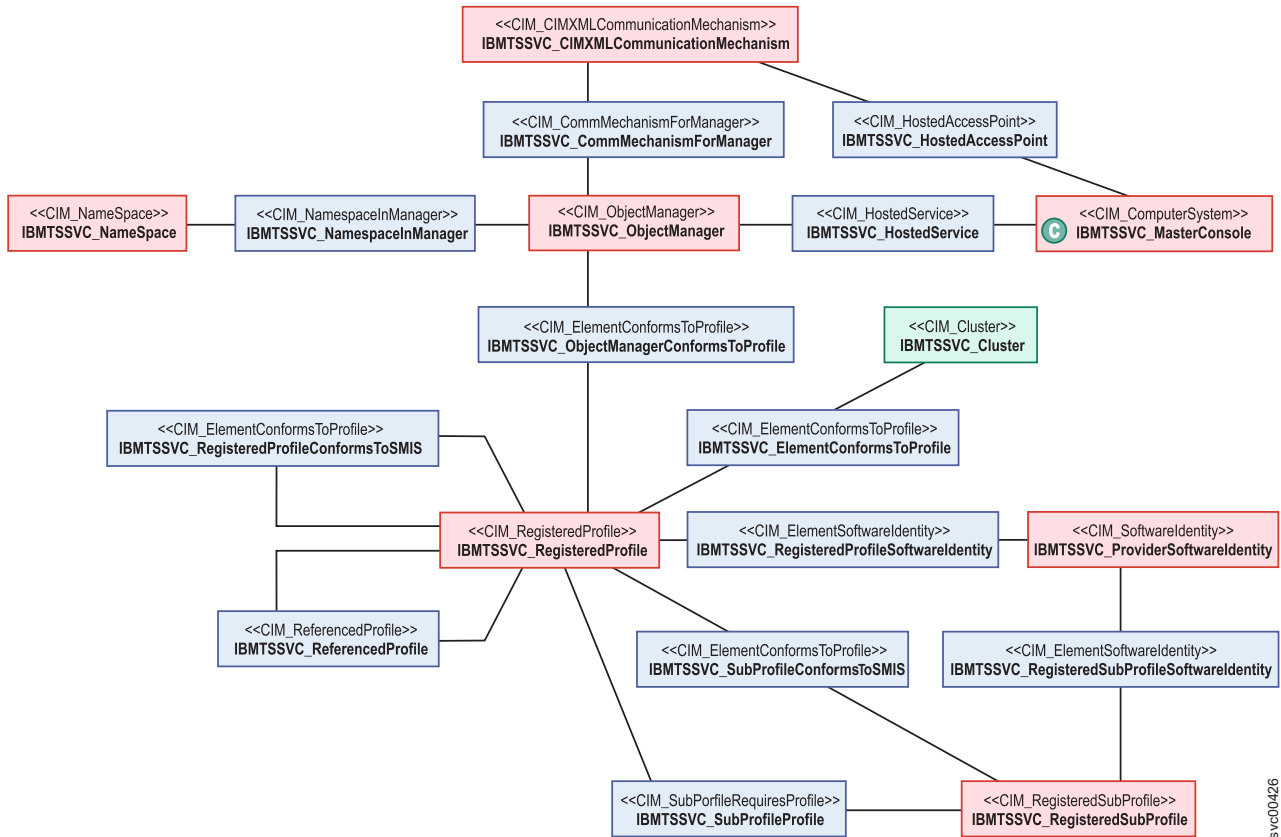 <<CIM_CIMXMLCommunicationMechanism>>
IBMTSSVC_CIMXMLCommunicationMechanism
<<CIM_CommMechanismForManager>>
IBMTSSVC_CommMechanismForManager
<<CIM_HostedAccessPoint>>
IBMTSSVC_HostedAccessPoint
<<CIM_NameSpace>>
IBMTSSVC_NameSpace
<<CIM_NamespaceInManager>>
IBMTSSVC_NamespaceInManager
<<CIM_ObjectManager>>
IBMTSSVC_ObjectManager
<<CIM_HostedService>>
IBMTSSVC_HostedService
<<CIM_ComputerSystem>>
C IBMTSSVC_MasterConsole
<<CIM_ElementConformsToProfile>>
IBMTSSVC_ObjectManagerConformsToProfile
<<CIM_Cluster>>
IBMTSSVC_Cluster
<<CIM_ElementConformsToProfile>>
IBMTSSVC_RegisteredProfileConformsToSMIS
<<CIM_ElementConformsToProfile>>
IBMTSSVC_ElementConformsToProfile
<<CIM_RegisteredProfile>>
IBMTSSVC_RegisteredProfile
<<CIM_ElementSoftwareIdentity>>
IBMTSSVC_RegisteredProfileSoftwareIdentity
<<CIM_SoftwareIdentity>>
IBMTSSVC_ProviderSoftwareIdentity
<<CIM_ReferencedProfile>>
IBMTSSVC_ReferencedProfile
<<CIM_ElementConformsToProfile>>
IBMTSSVC_SubProfileConformsToSMIS
<<CIM_ElementSoftwareIdentity>>
IBMTSSVC_RegisteredSubProfileSoftwareIdentity
<<CIM_SubPorfileRequiresProfile>>
IBMTSSVC_SubProfileProfile
<<CIM_RegisteredSubProfile>>
IBMTSSVC_RegisteredSubProfile
svc00426